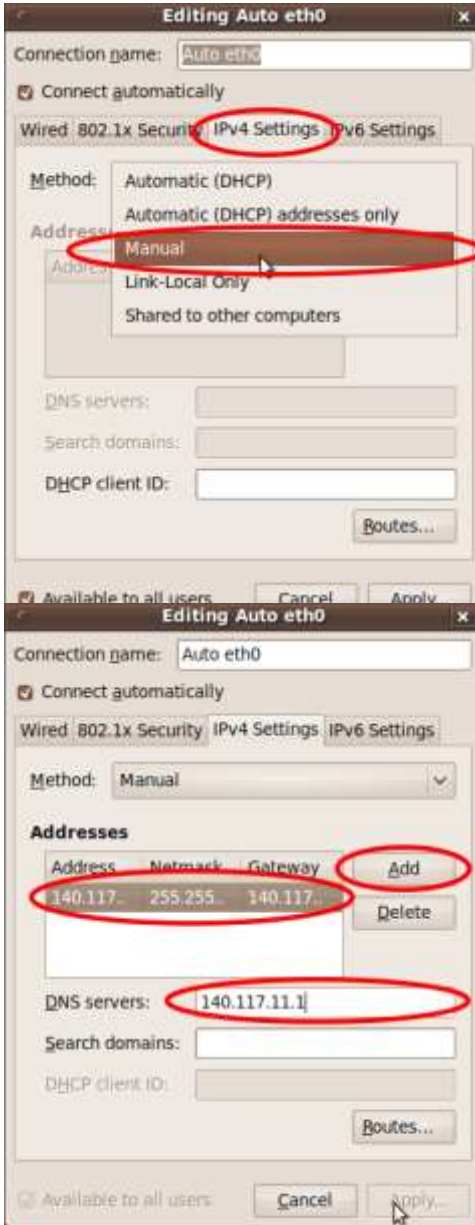 Editing Auto eth0 x
Connection name: Auto eth0
Connect automatically
Wired 802.1x Security IPv4 Settings IPv6 Settings
Method: Automatic (DHCP)
Automatic (DHCP) addresses only
Addresses
Manual
Address
Link-Local Only
Shared to other computers
DNS servers:
Search domains:
DHCP client ID:
Routes...
Available to all users Cancel Apply
Editing Auto eth0 x
Connection name: Auto eth0
Connect automatically
Wired 802.1x Security IPv4 Settings IPv6 Settings
Method: Manual
Addresses
Address Netmask Gateway Add
140.117.. 255.255.. 140.117..
Delete
DNS servers: 140.117.11.1
Search domains:
DHCP client ID:
Routes...
Available to all users Cancel Apply...